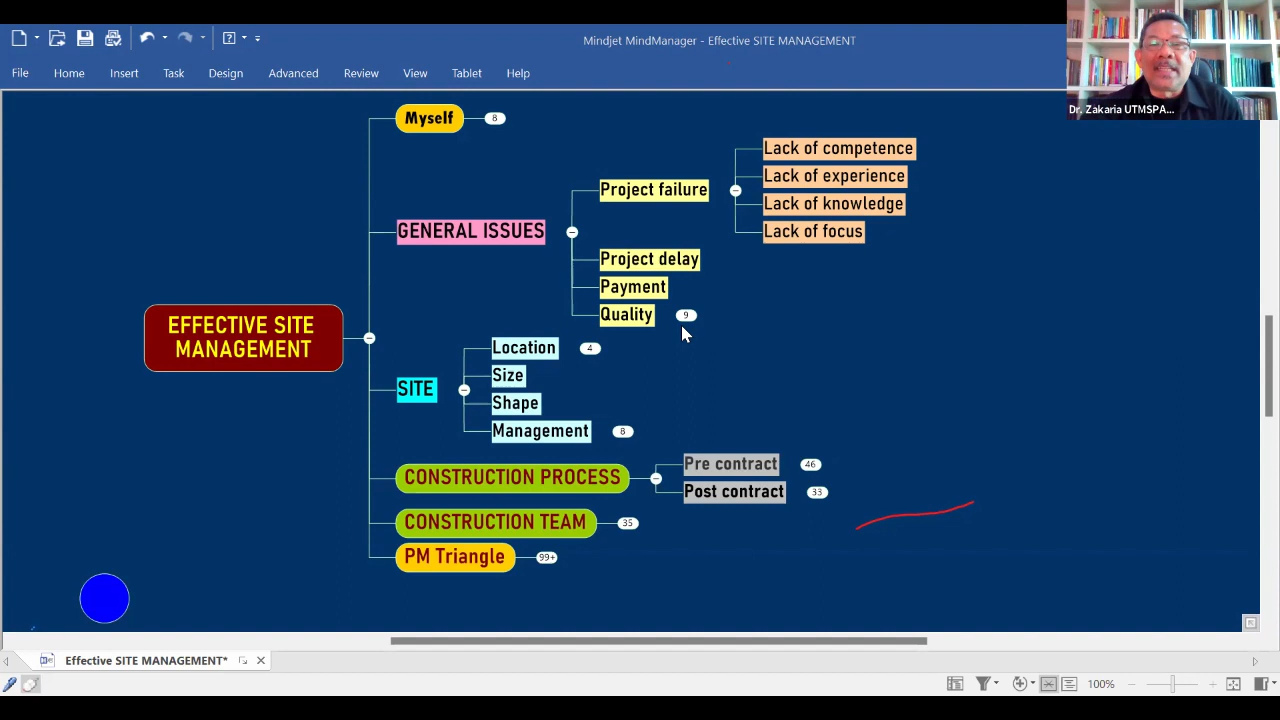 Mindjet MindManager - Effective SITE MANAGEMENT
File Home Insert Task Design Advanced Review View Tablet Help
Dr. Zakaria UTMSPA...
Myself 8
GENERAL ISSUES
Project failure
Lack of competence
Lack of experience
Lack of knowledge
Lack of focus
Project delay
Payment
Quality 9
EFFECTIVE SITE
MANAGEMENT
SITE
Location 4
Size
Shape
Management 8
CONSTRUCTION PROCESS
Pre contract 46
Post contract 33
CONSTRUCTION TEAM 35
PM Triangle 99+
Effective SITE MANAGEMENT*
100%